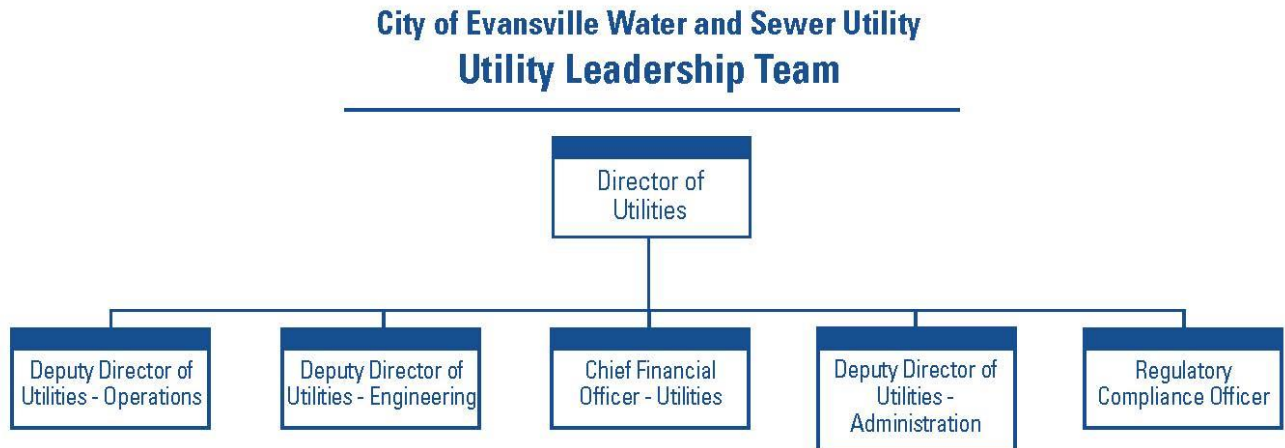 City of Evansville Water and Sewer Utility
Utility Leadership Team
Director of
Utilities
Deputy Director of
Utilities - Operations
Deputy Director of
Utilities - Engineering
Chief Financial
Officer - Utilities
Deputy Director of
Utilities -
Administration
Regulatory
Compliance Officer